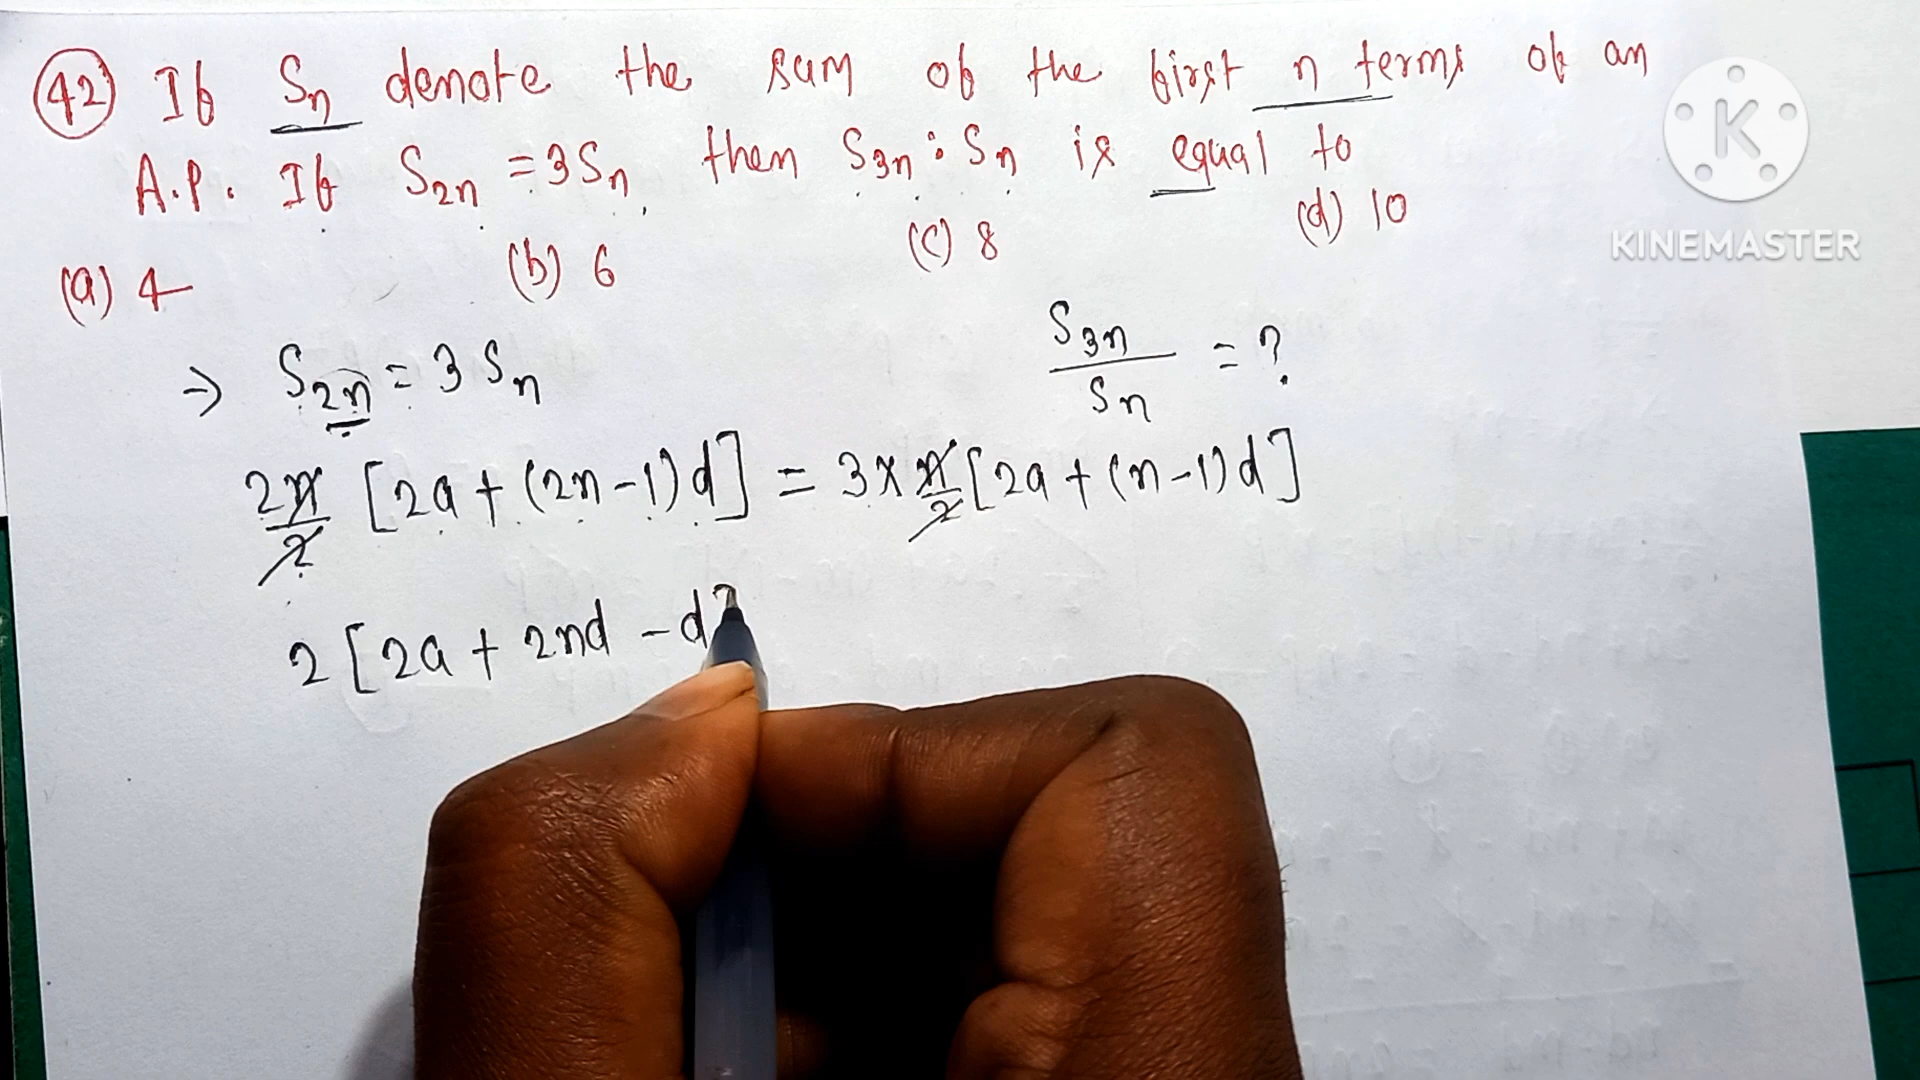 (42) If Sn denote the sum of the first n terms of an
A.P. If S2n = 3Sn then S3n : Sn is equal to
(a) 4 (b) 6 (c) 8 (d) 10
K
KINEMASTER
→ S2n = 3Sn
S3n/Sn = ?
2n/2 [2a + (2n-1)d] = 3 × n/2 [2a + (n-1)d]
2 [2a + 2nd - d]